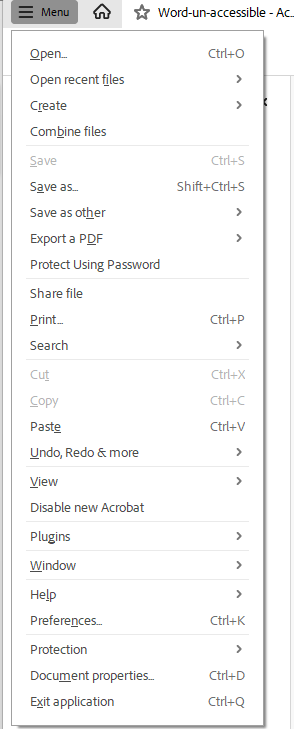 Menu
Word-un-accessible - Ac...
Open... Ctrl+O
Open recent files
Create
Combine files
Save Ctrl+S
Save as... Shift+Ctrl+S
Save as other
Export a PDF
Protect Using Password
Share file
Print... Ctrl+P
Search
Cut Ctrl+X
Copy Ctrl+C
Paste Ctrl+V
Undo, Redo & more
View
Disable new Acrobat
Plugins
Window
Help
Preferences... Ctrl+K
Protection
Document properties... Ctrl+D
Exit application Ctrl+Q